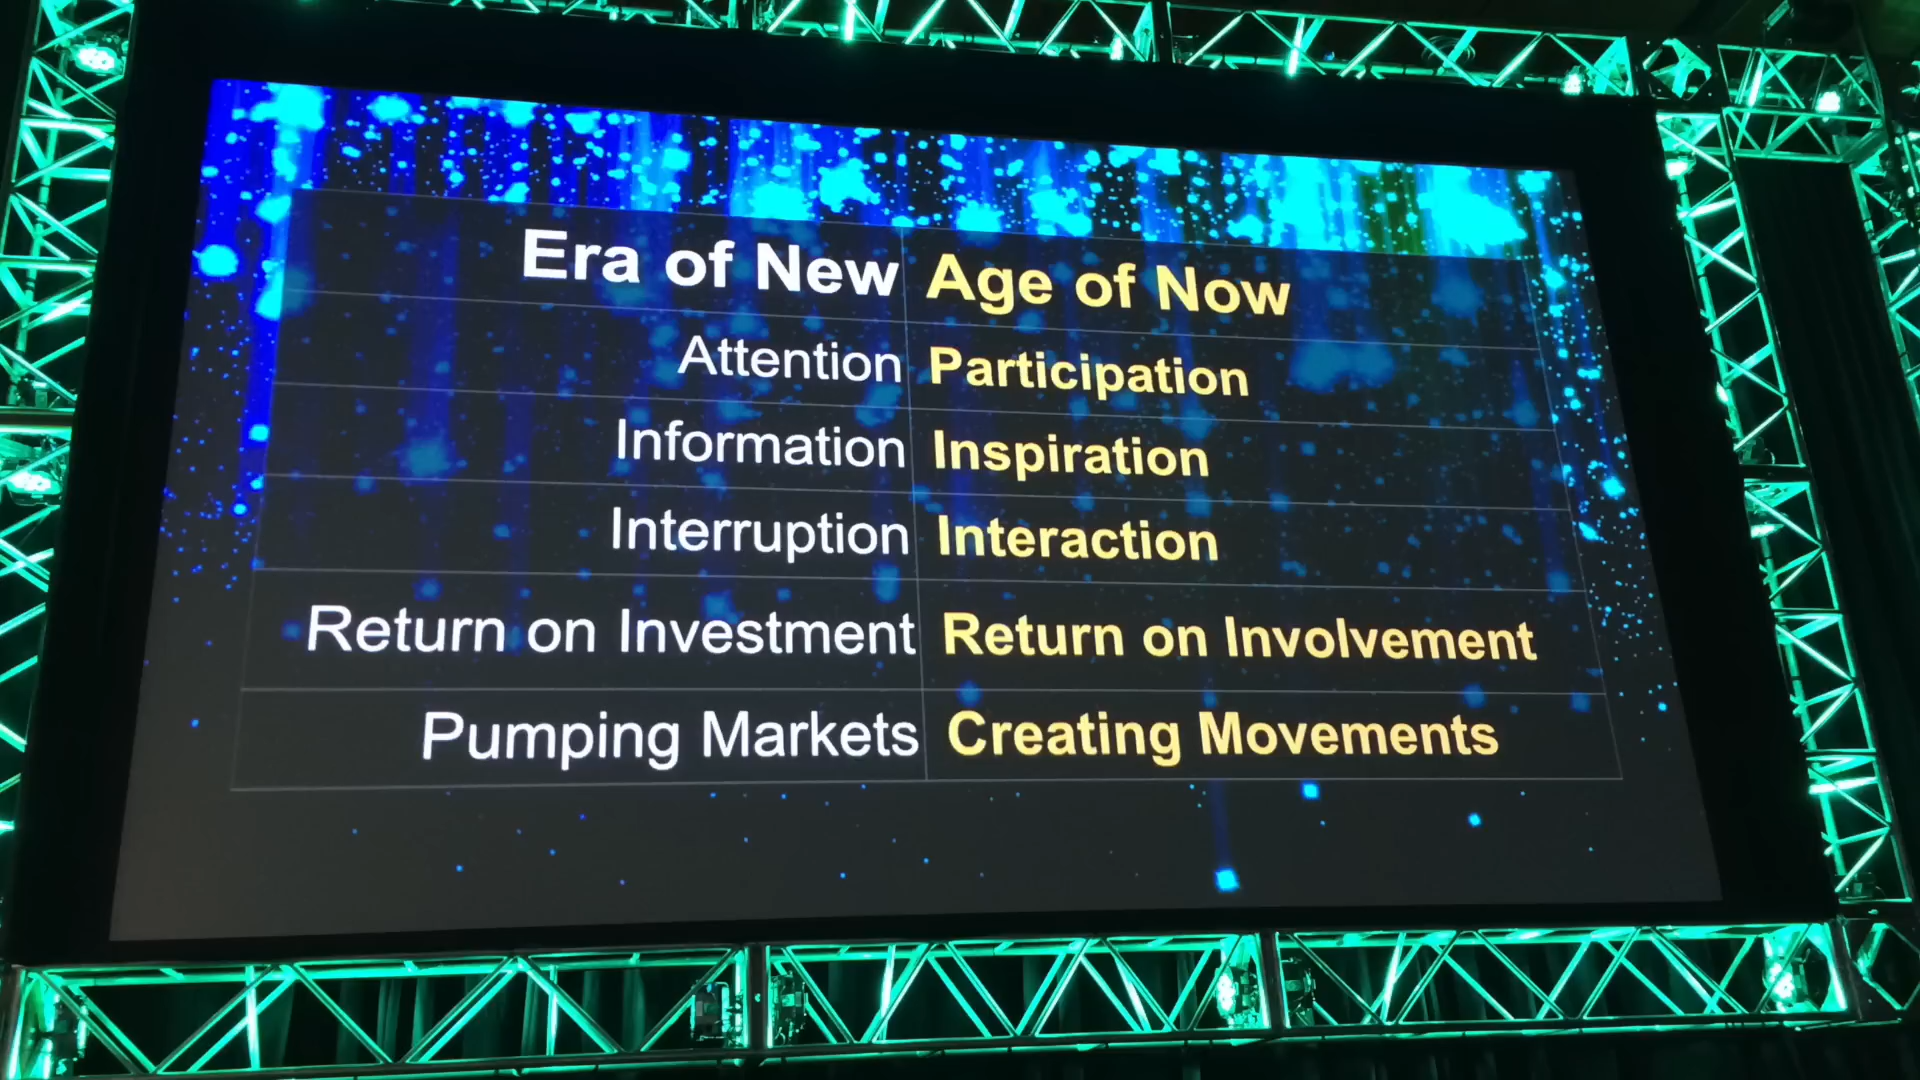 Era of New Age of Now
Attention Participation
Information Inspiration
Interruption Interaction
Return on Investment Return on Involvement
Pumping Markets Creating Movements